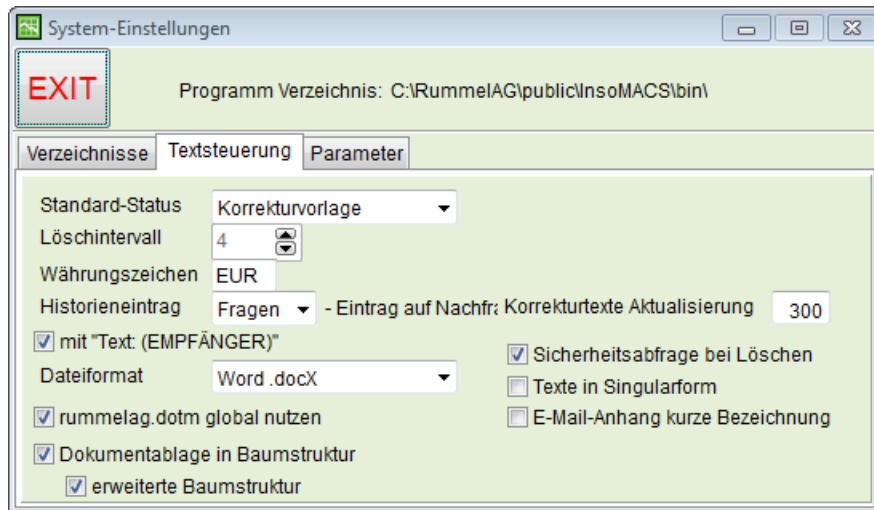 System-Einstellungen
EXIT
Programm Verzeichnis: C:\RummelAG\public\InsoMACS\bin\
Verzeichnisse Textsteuerung Parameter
Standard-Status Korrekturvorlage
Löschintervall 4
Währungszeichen EUR
Historieneintrag Fragen - Eintrag auf Nachfra Korrekturtexte Aktualisierung 300
mit "Text: (EMPFÄNGER)"
Sicherheitsabfrage bei Löschen
Dateiformat Word .docX
Texte in Singularform
rummelag.dotm global nutzen
E-Mail-Anhang kurze Bezeichnung
Dokumentablage in Baumstruktur
erweiterte Baumstruktur